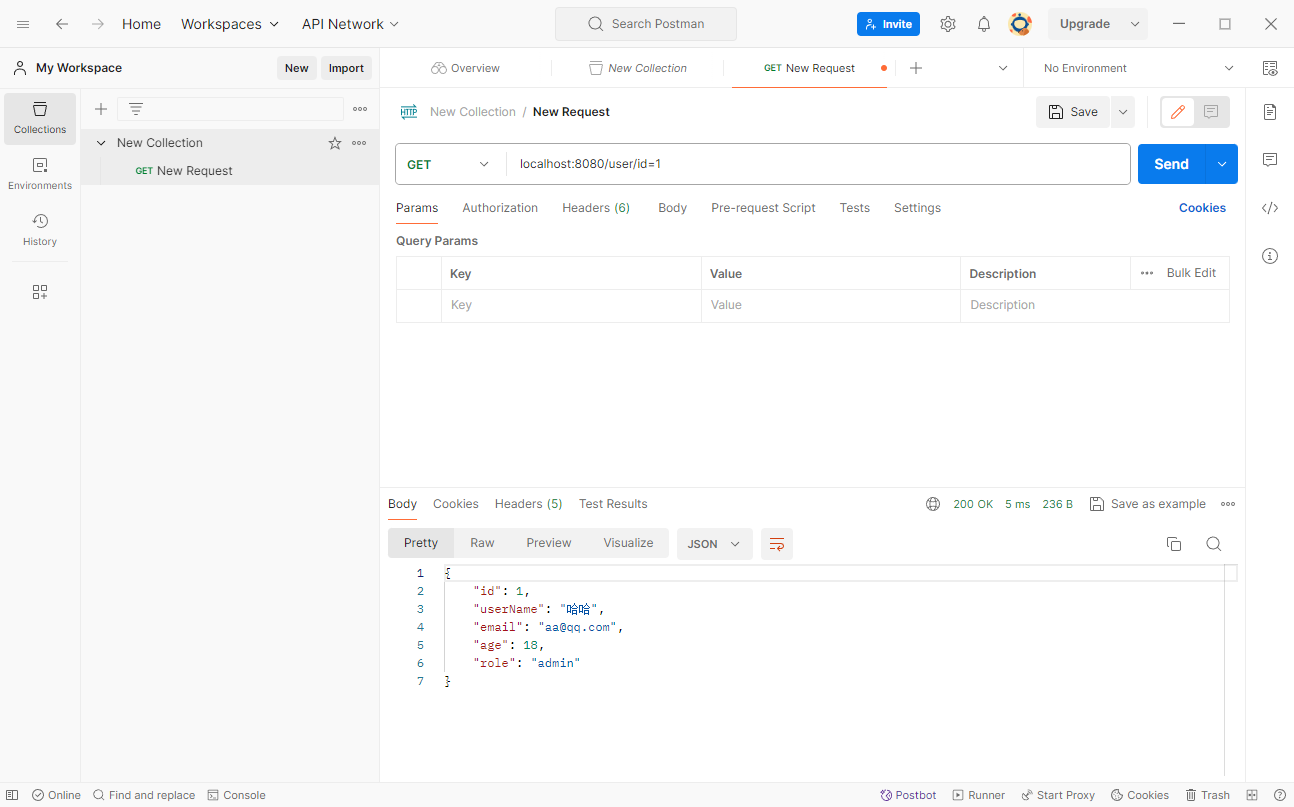 Home Workspaces API Network Search Postman Invite Upgrade
My Workspace New Import Overview New Collection GET New Request No Environment
Collections
Environments
History
New Collection
GET New Request
HTTP New Collection / New Request Save
GET localhost:8080/user/id=1 Send
Params Authorization Headers (6) Body Pre-request Script Tests Settings Cookies
Query Params
Key Value Description Bulk Edit
Key Value Description
Body Cookies Headers (5) Test Results 200 OK 5 ms 236 B Save as example
Pretty Raw Preview Visualize JSON
1 {
2 "id": 1,
3 "userName": "哈哈",
4 "email": "aa@qq.com",
5 "age": 18,
6 "role": "admin"
7 }
Online Find and replace Console Postbot Runner Start Proxy Cookies Trash